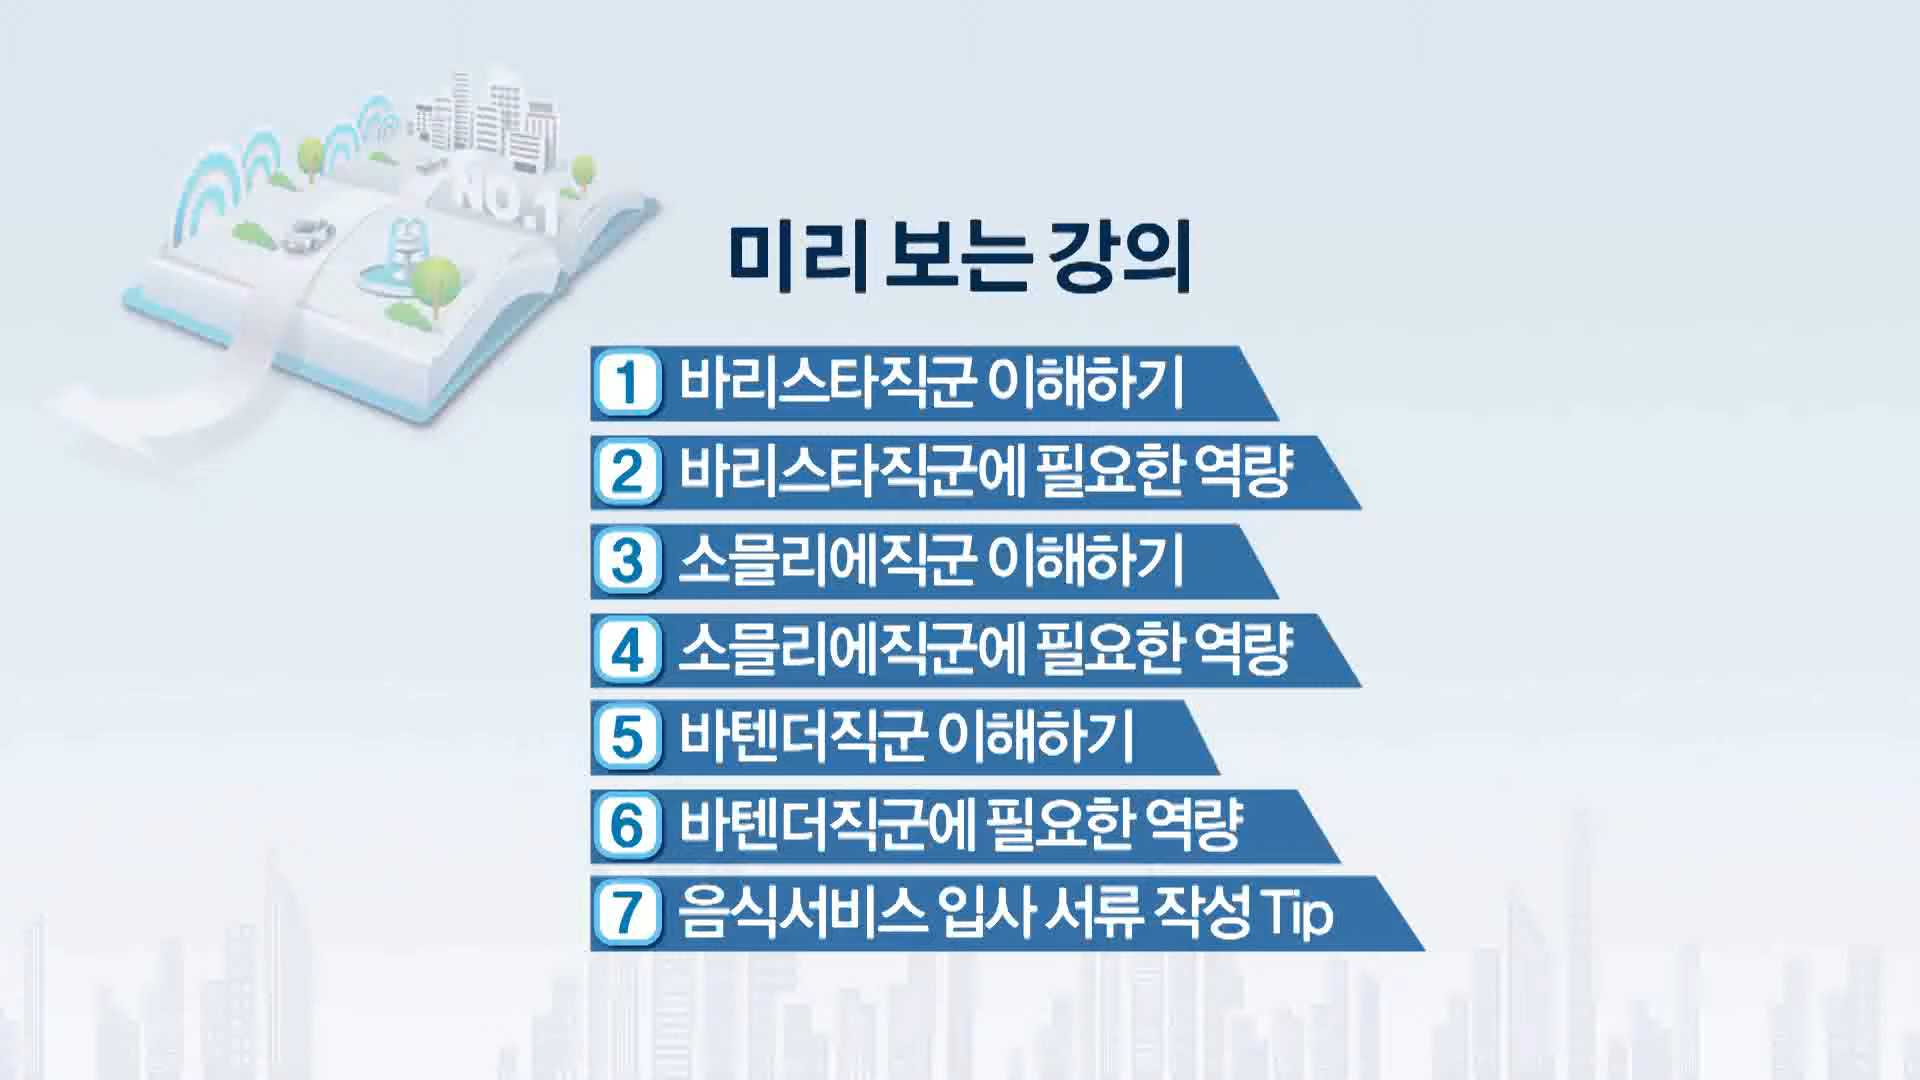 NO.1
미리 보는 강의
1 바리스타직군 이해하기
2 바리스타직군에 필요한 역량
3 소믈리에직군 이해하기
4 소믈리에직군에 필요한 역량
5 바텐더직군 이해하기
6 바텐더직군에 필요한 역량
7 음식서비스 입사 서류 작성 Tip